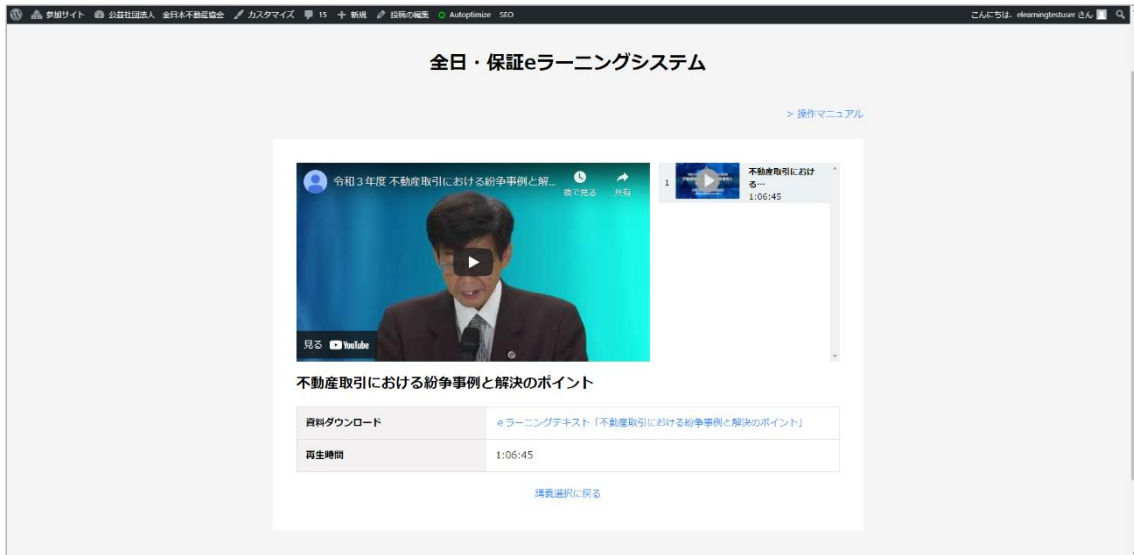 参加サイト 公益社団法人 全日本不動産協会 カスタマイズ 15 + 新規 投稿の編集 Autoptimize SEO こんにちは、elearningtestuser さん
全日・保証eラーニングシステム
> 操作マニュアル
令和3年度 不動産取引における紛争事例と解... 後で見る 共有
見る YouTube
1 不動産取引におけ
る…
1:06:45
不動産取引における紛争事例と解決のポイント
資料ダウンロード eラーニングテキスト「不動産取引における紛争事例と解決のポイント」
再生時間 1:06:45
講義選択に戻る